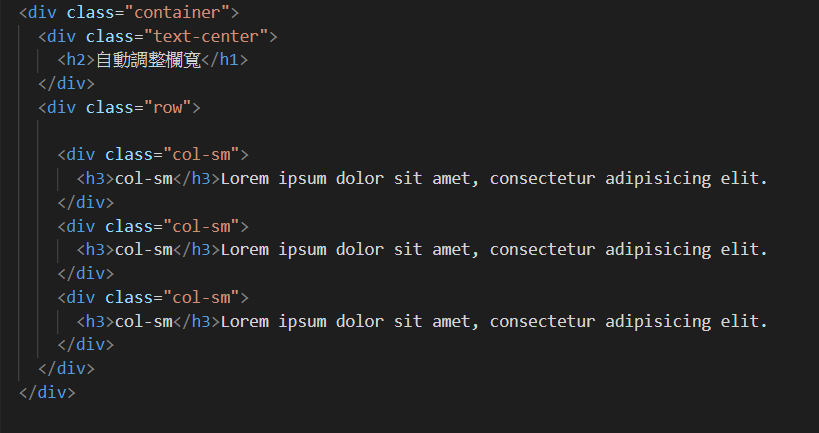 <div class="container">
<div class="text-center">
<h2>自動調整欄寬</h1>
</div>
<div class="row">
<div class="col-sm">
<h3>col-sm</h3>Lorem ipsum dolor sit amet, consectetur adipisicing elit.
</div>
<div class="col-sm">
<h3>col-sm</h3>Lorem ipsum dolor sit amet, consectetur adipisicing elit.
</div>
<div class="col-sm">
<h3>col-sm</h3>Lorem ipsum dolor sit amet, consectetur adipisicing elit.
</div>
</div>
</div>